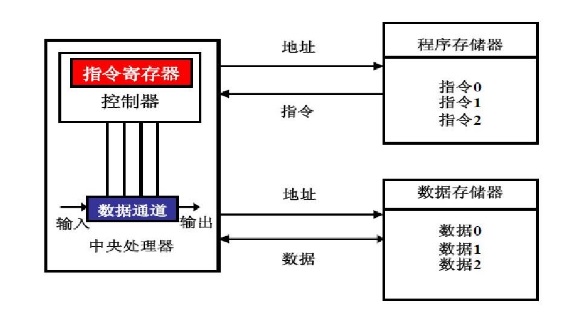 指令寄存器
控制器
数据通道
输入
输出
中央处理器
地址
指令
程序存储器
指令0
指令1
指令2
地址
数据
数据存储器
数据0
数据1
数据2